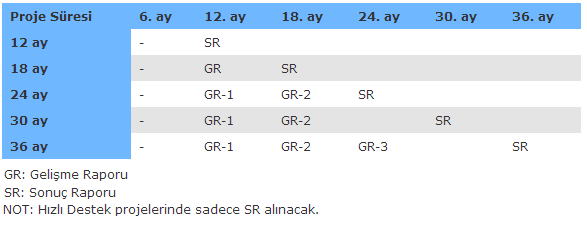 Proje Süresi 6. ay 12. ay 18. ay 24. ay 30. ay 36. ay
12 ay - SR
18 ay - GR SR
24 ay - GR-1 GR-2 SR
30 ay - GR-1 GR-2 SR
36 ay - GR-1 GR-2 GR-3 SR
GR: Gelişme Raporu
SR: Sonuç Raporu
NOT: Hızlı Destek projelerinde sadece SR alınacak.